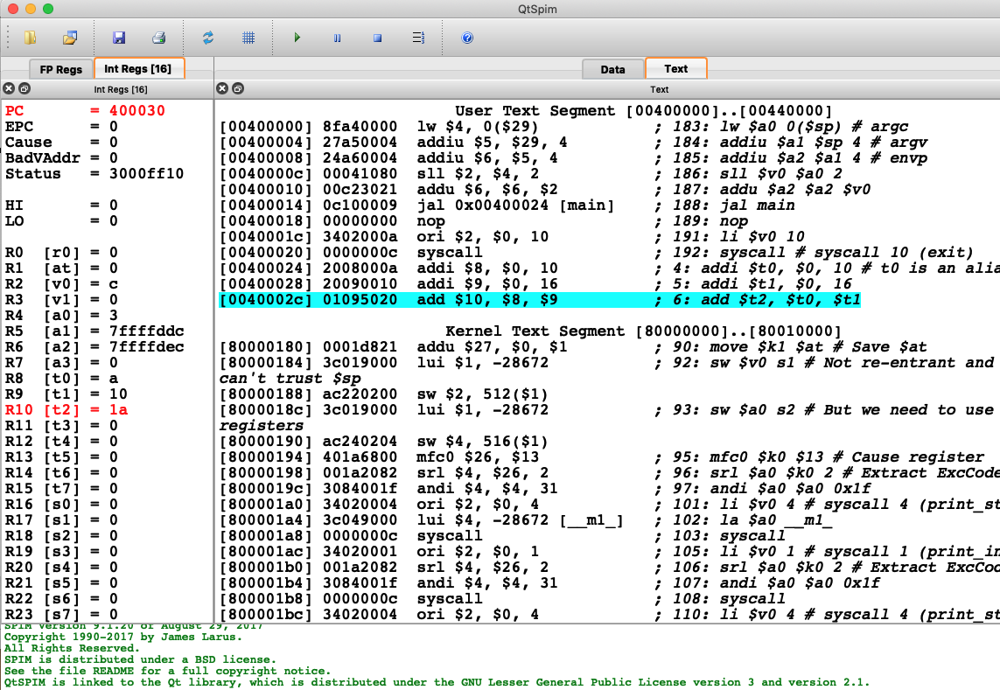 QtSpim
FP Regs
Int Regs [16]
Data
Text
Int Regs [16]
Text
PC = 400030
EPC = 0
Cause = 0
BadVAddr = 0
Status = 3000ff10
HI = 0
LO = 0
R0 [r0] = 0
R1 [at] = 0
R2 [v0] = c
R3 [v1] = 0
R4 [a0] = 3
R5 [a1] = 7ffffddc
R6 [a2] = 7ffffdec
R7 [a3] = 0
R8 [t0] = a
R9 [t1] = 10
R10 [t2] = 1a
R11 [t3] = 0
R12 [t4] = 0
R13 [t5] = 0
R14 [t6] = 0
R15 [t7] = 0
R16 [s0] = 0
R17 [s1] = 0
R18 [s2] = 0
R19 [s3] = 0
R20 [s4] = 0
R21 [s5] = 0
R22 [s6] = 0
R23 [s7] = 0
User Text Segment [00400000]..[00440000]
[00400000] 8fa40000 lw $4, 0($29) ; 183: lw $a0 0($sp) # argc
[00400004] 27a50004 addiu $5, $29, 4 ; 184: addiu $a1 $sp 4 # argv
[00400008] 24a60004 addiu $6, $5, 4 ; 185: addiu $a2 $a1 4 # envp
[0040000c] 00041080 sll $2, $4, 2 ; 186: sll $v0 $a0 2
[00400010] 00c23021 addu $6, $6, $2 ; 187: addu $a2 $a2 $v0
[00400014] 0c100009 jal 0x00400024 [main] ; 188: jal main
[00400018] 00000000 nop ; 189: nop
[0040001c] 3402000a ori $2, $0, 10 ; 191: li $v0 10
[00400020] 0000000c syscall ; 192: syscall # syscall 10 (exit)
[00400024] 2008000a addi $8, $0, 10 ; 4: addi $t0, $0, 10 # t0 is an alia
[00400028] 20090010 addi $9, $0, 16 ; 5: addi $t1, $0, 16
[0040002c] 01095020 add $10, $8, $9 ; 6: add $t2, $t0, $t1
Kernel Text Segment [80000000]..[80010000]
[80000180] 0001d821 addu $27, $0, $1 ; 90: move $k1 $at # Save $at
[80000184] 3c019000 lui $1, -28672 ; 92: sw $v0 s1 # Not re-entrant and
can't trust $sp
[80000188] ac220200 sw $2, 512($1)
[8000018c] 3c019000 lui $1, -28672 ; 93: sw $a0 s2 # But we need to use
registers
[80000190] ac240204 sw $4, 516($1)
[80000194] 401a6800 mfc0 $26, $13 ; 95: mfc0 $k0 $13 # Cause register
[80000198] 001a2082 srl $4, $26, 2 ; 96: srl $a0 $k0 2 # Extract ExcCode
[8000019c] 3084001f andi $4, $4, 31 ; 97: andi $a0 $a0 0x1f
[800001a0] 34020004 ori $2, $0, 4 ; 101: li $v0 4 # syscall 4 (print_st
[800001a4] 3c049000 lui $4, -28672 [__m1_] ; 102: la $a0 __m1_
[800001a8] 0000000c syscall ; 103: syscall
[800001ac] 34020001 ori $2, $0, 1 ; 105: li $v0 1 # syscall 1 (print_in
[800001b0] 001a2082 srl $4, $26, 2 ; 106: srl $a0 $k0 2 # Extract ExcCod
[800001b4] 3084001f andi $4, $4, 31 ; 107: andi $a0 $a0 0x1f
[800001b8] 0000000c syscall ; 108: syscall
[800001bc] 34020004 ori $2, $0, 4 ; 110: li $v0 4 # syscall 4 (print_st
SPIM Version 9.1.20 of August 29, 2017
Copyright 1990-2017 by James Larus.
All Rights Reserved.
SPIM is distributed under a BSD license.
See the file README for a full copyright notice.
QtSPIM is linked to the Qt library, which is distributed under the GNU Lesser General Public License version 3 and version 2.1.